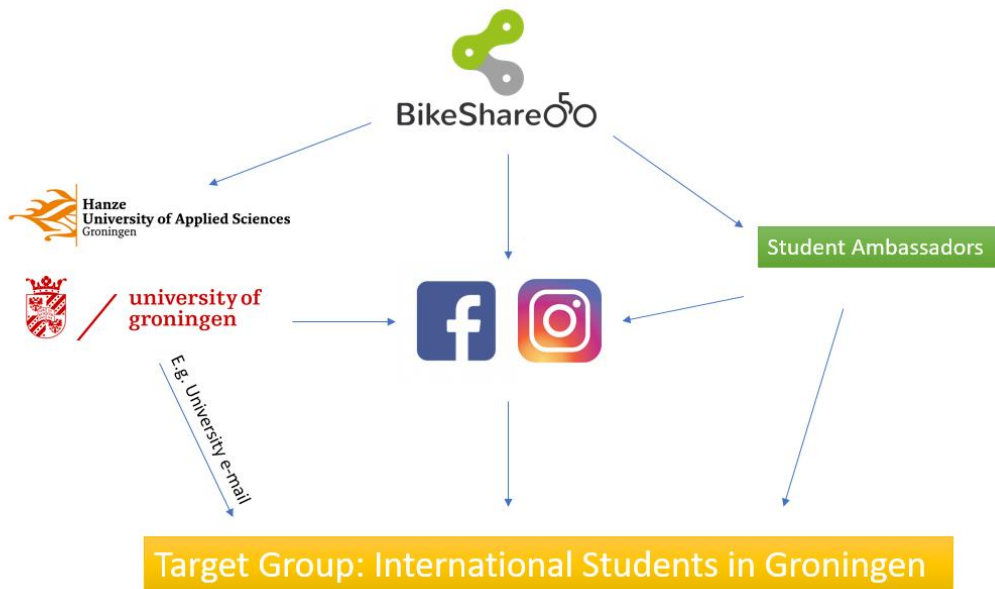 BikeShare50
Hanze
University of Applied Sciences
Groningen
Student Ambassadors
university of
groningen
E.g. University e-mail
Target Group: International Students in Groningen